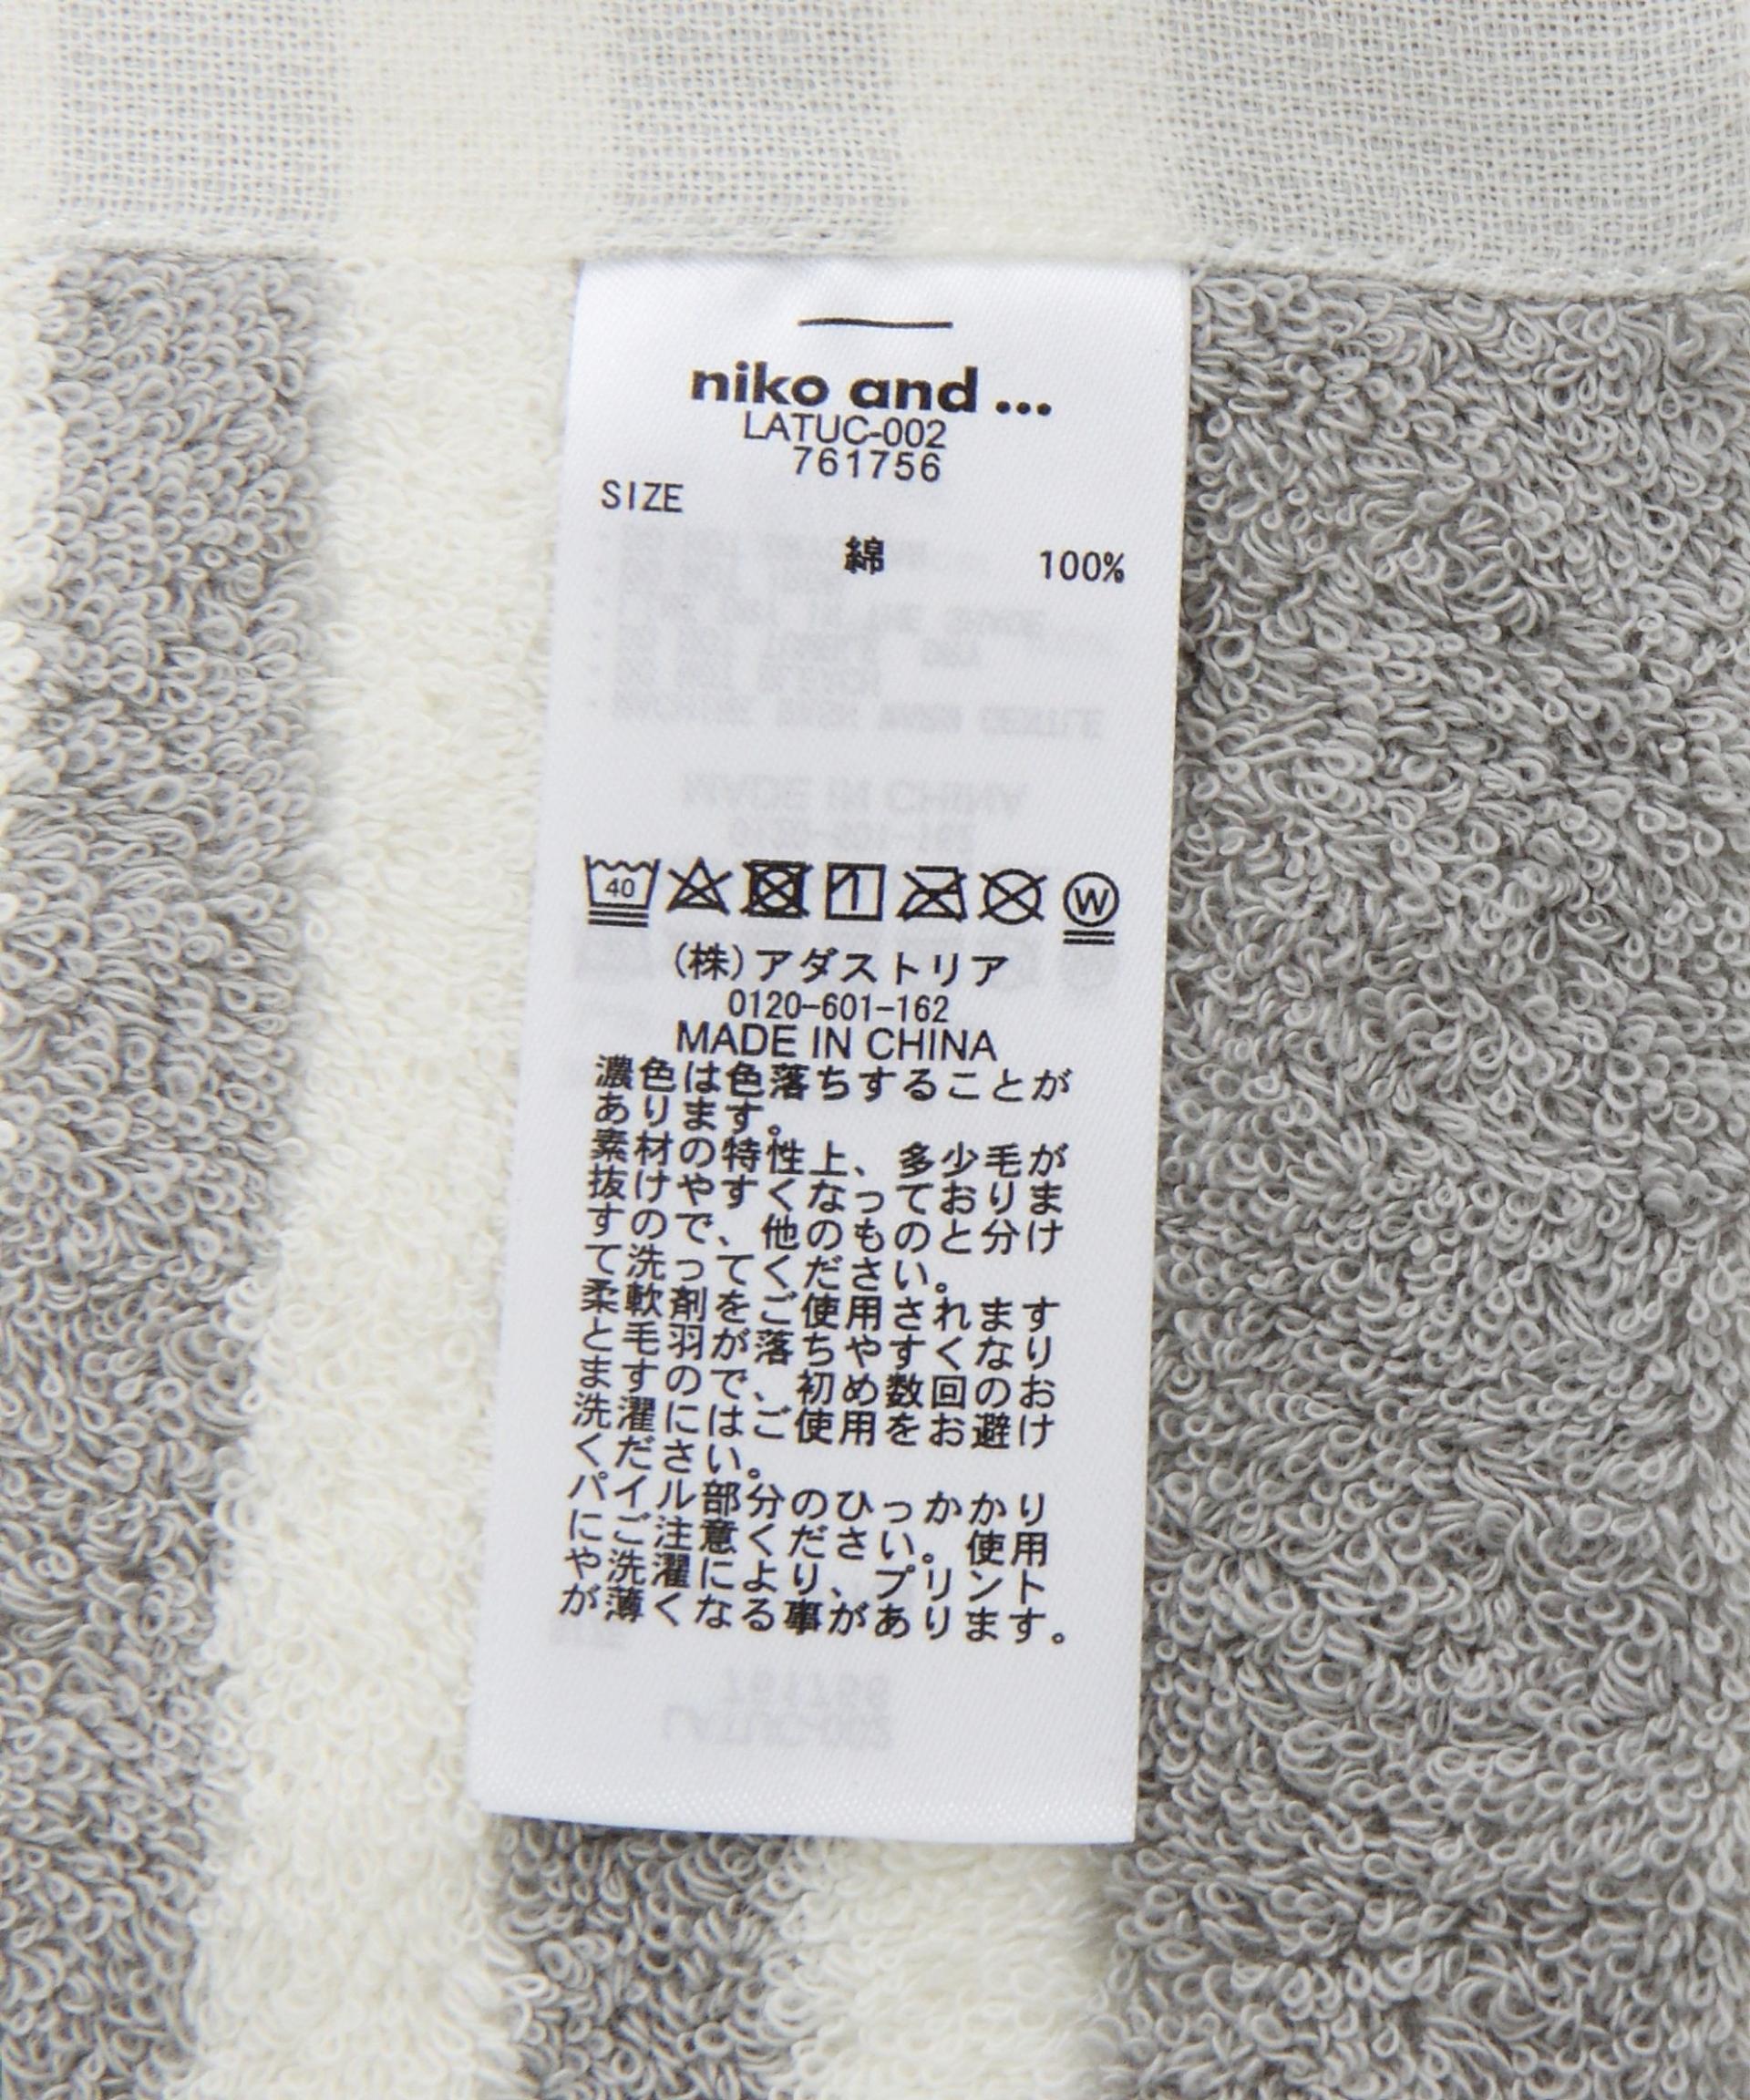 niko and ...
LATUC-002
761756
SIZE
綿 100%
40
W
(株)アダストリア
0120-601-162
MADE IN CHINA
濃色は色落ちすることが
あります。
素材の特性上、多少毛が
抜けやすくなっておりま
すので、他のものと分け
て洗ってください。
柔軟剤をご使用されます
と毛羽が落ちやすくなり
ますので、初め数回のお
洗濯にはご使用をお避け
ください。
パイル部分のひっかかり
にご注意ください。使用
やご洗濯により、プリント
が薄くなる事があります。